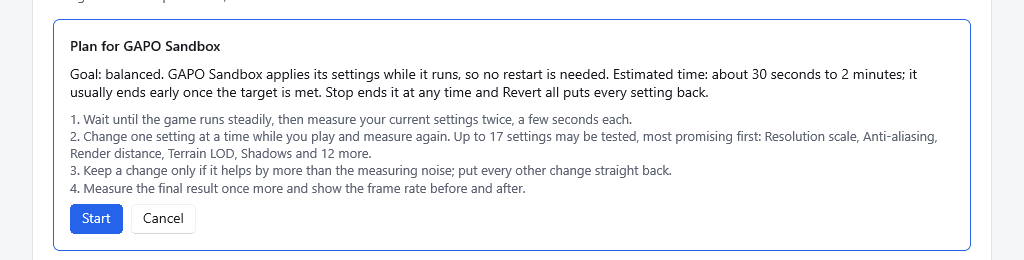 Plan for GAPO Sandbox
Goal: balanced. GAPO Sandbox applies its settings while it runs, so no restart is needed. Estimated time: about 30 seconds to 2 minutes; it
usually ends early once the target is met. Stop ends it at any time and Revert all puts every setting back.
1. Wait until the game runs steadily, then measure your current settings twice, a few seconds each.
2. Change one setting at a time while you play and measure again. Up to 17 settings may be tested, most promising first: Resolution scale, Anti-aliasing,
Render distance, Terrain LOD, Shadows and 12 more.
3. Keep a change only if it helps by more than the measuring noise; put every other change straight back.
4. Measure the final result once more and show the frame rate before and after.
Start Cancel